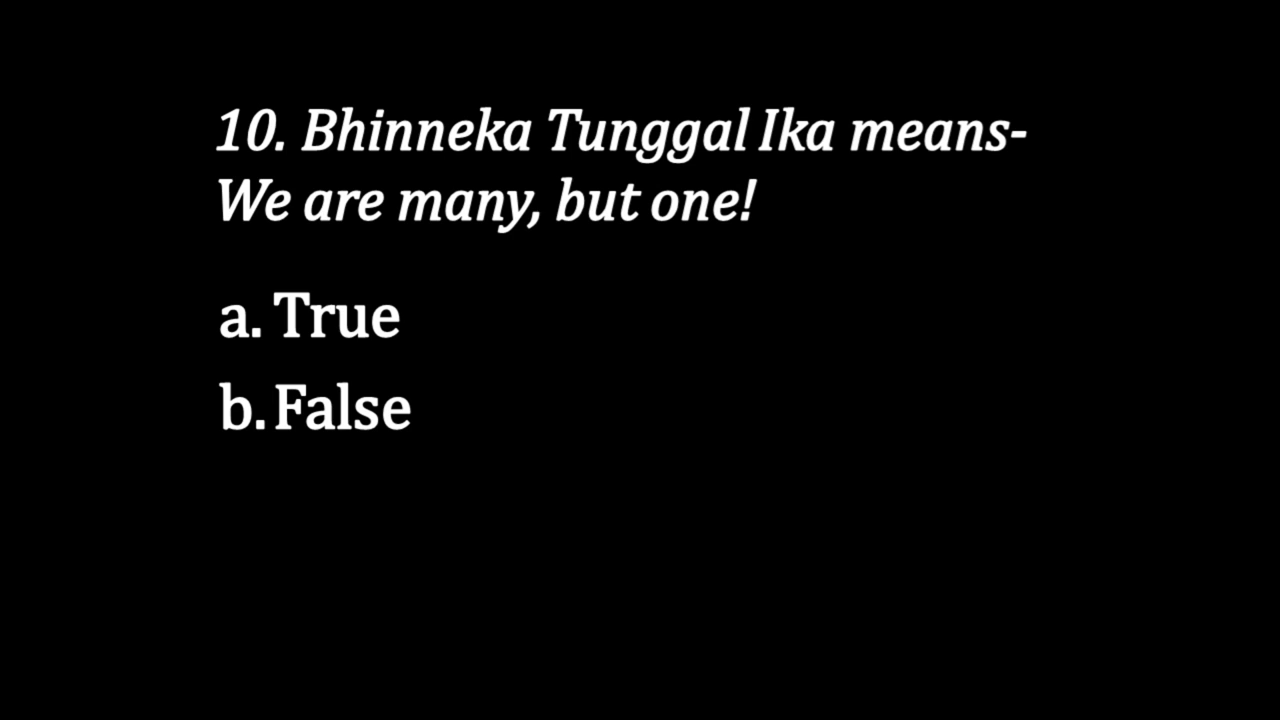 10. Bhinneka Tunggal Ika means-
We are many, but one!
a. True
b. False